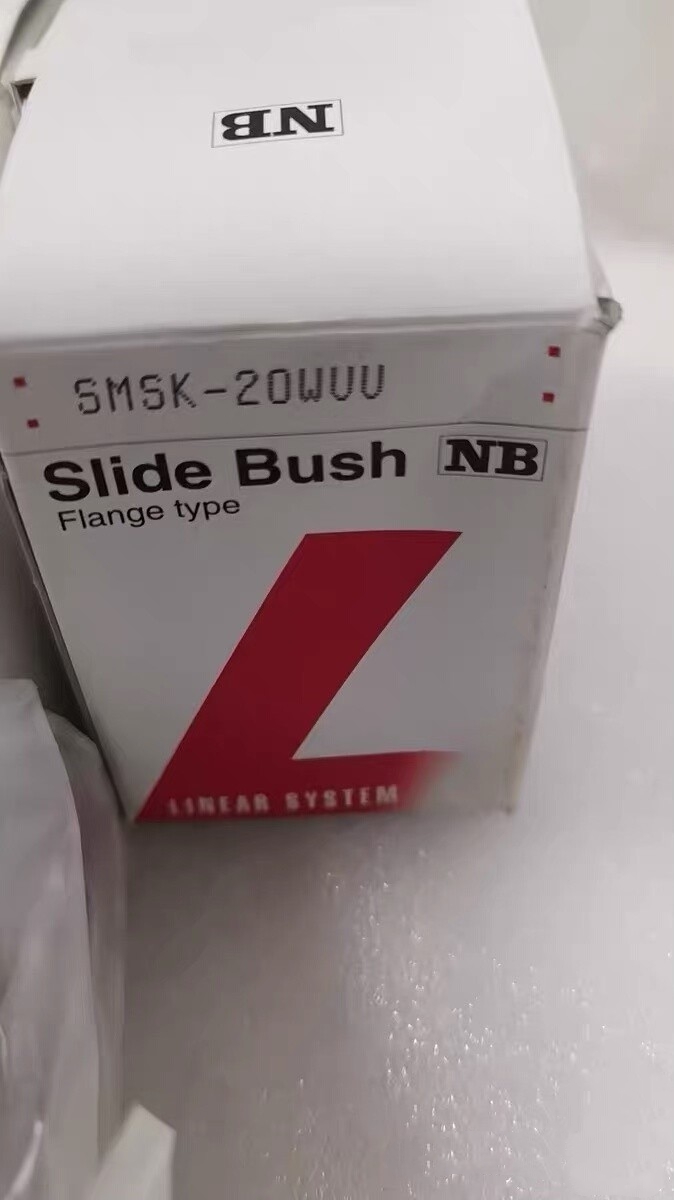 NB
SMSK-20WUU
Slide Bush NB
Flange type
LINEAR SYSTEM